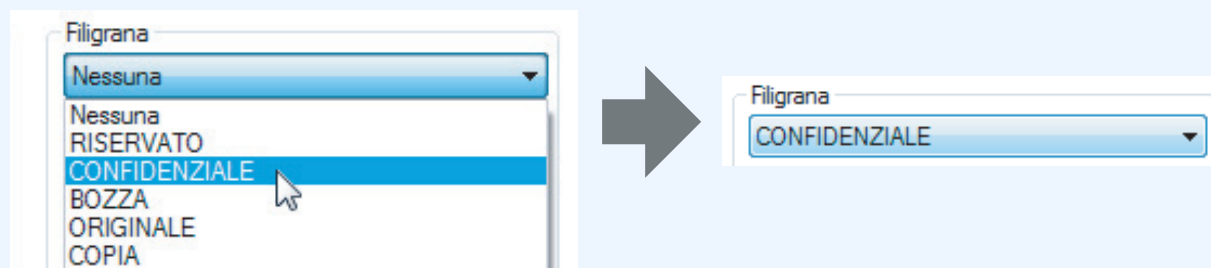 Filigrana
Nessuna
Nessuna
RISERVATO
CONFIDENZIALE
BOZZA
ORIGINALE
COPIA
Filigrana
CONFIDENZIALE